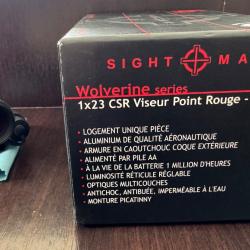 SIGHT MA
Wolverine series
1x23 CSR Viseur Point Rouge -
• LOGEMENT UNIQUE PIÈCE
• ALUMINIUM DE QUALITÉ AÉRONAUTIQUE
• ARMURE EN CAOUTCHOUC COQUE EXTÉRIEURE
• ALIMENTÉ PAR PILE AA
• À LA VIE DE LA BATTERIE 1 MILLION D'HEURES
• LUMINOSITÉ RÉTICULE RÉGLABLE
• OPTIQUES MULTICOUCHES
• ANTICHOC, ANTIBUÉE, IMPERMÉABLE À L'EAU
• MONTURE PICATINNY